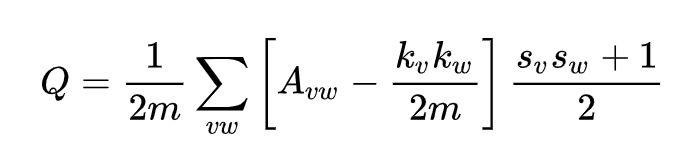 Q = \frac{1}{2m} \sum_{vw} \left[ A_{vw} - \frac{k_v k_w}{2m} \right] \frac{s_v s_w + 1}{2}